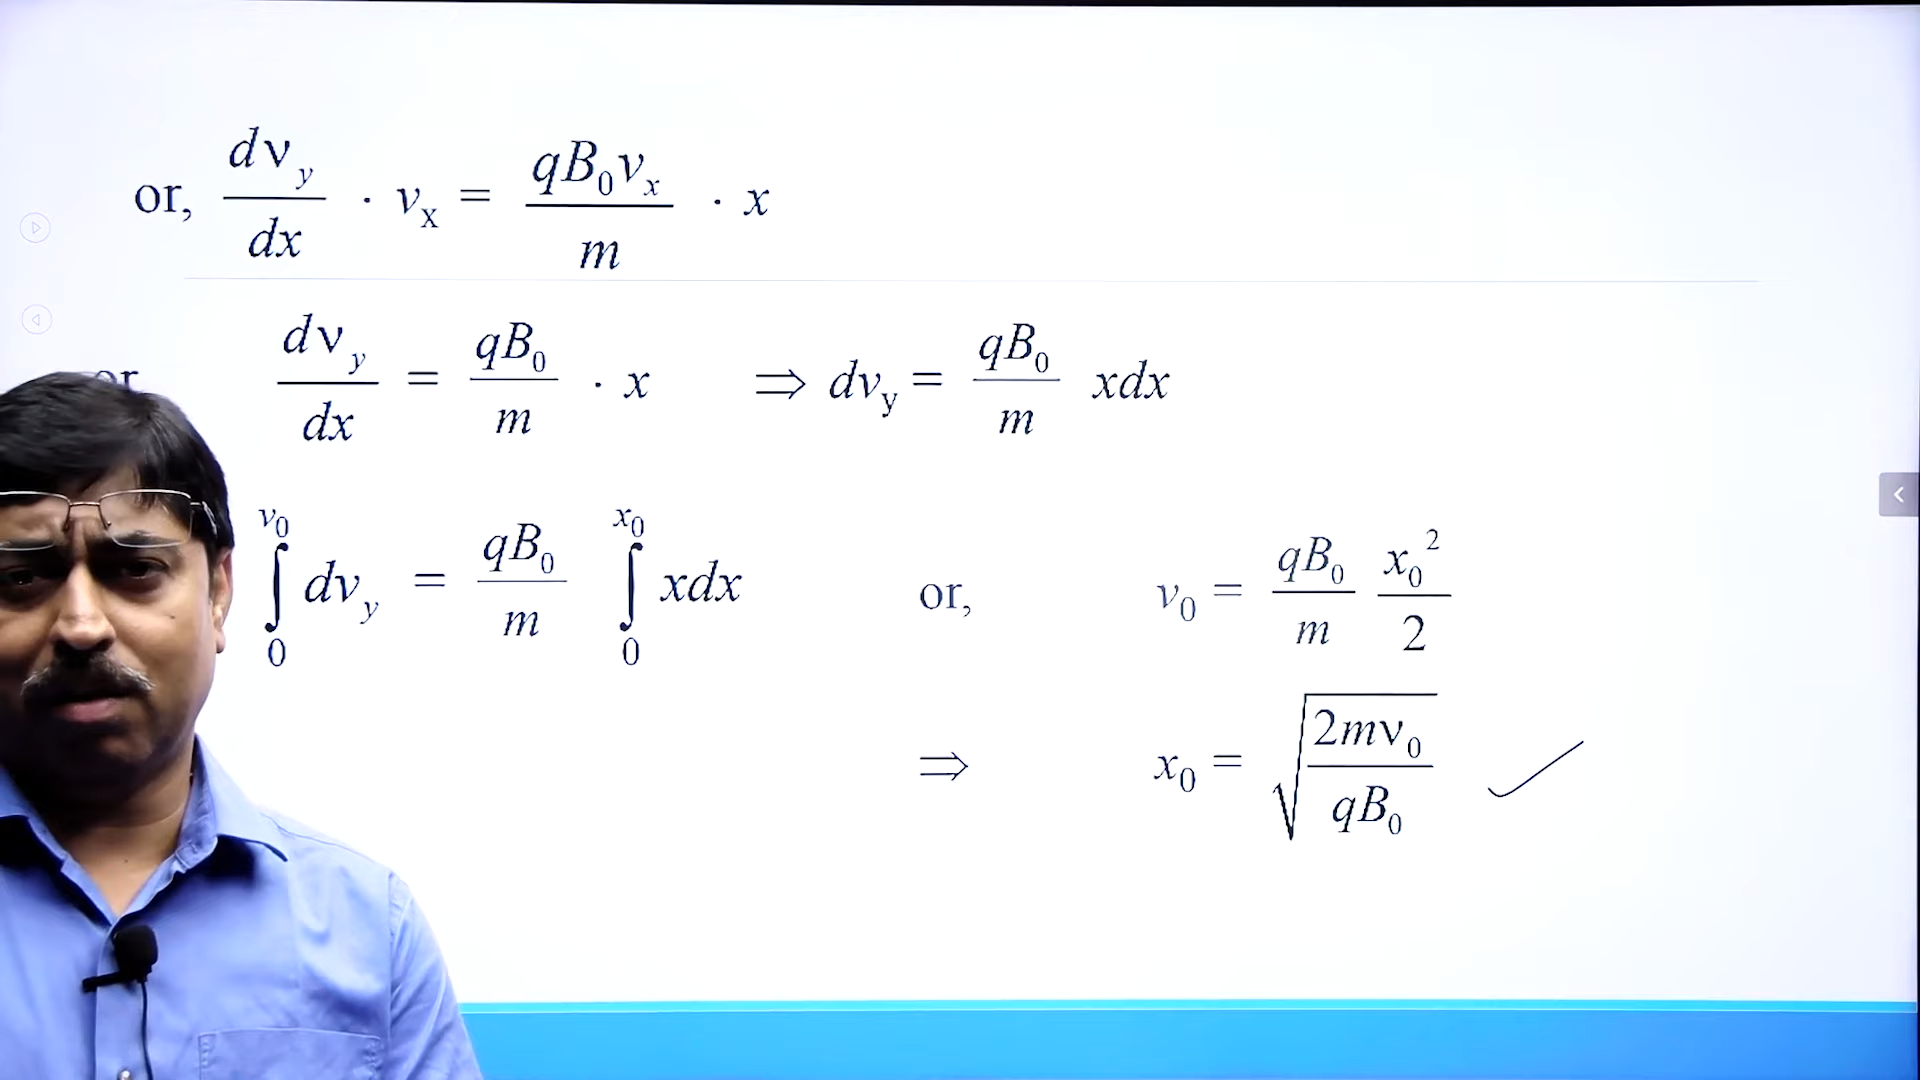 or, dv_y/dx · v_x = qB_0v_x/m · x
or dv_y/dx = qB_0/m · x ⇒ dv_y = qB_0/m xdx
∫_0^{v_0} dv_y = qB_0/m ∫_0^{x_0} xdx or, v_0 = qB_0/m x_0^2/2
⇒ x_0 = √(2mv_0/qB_0)